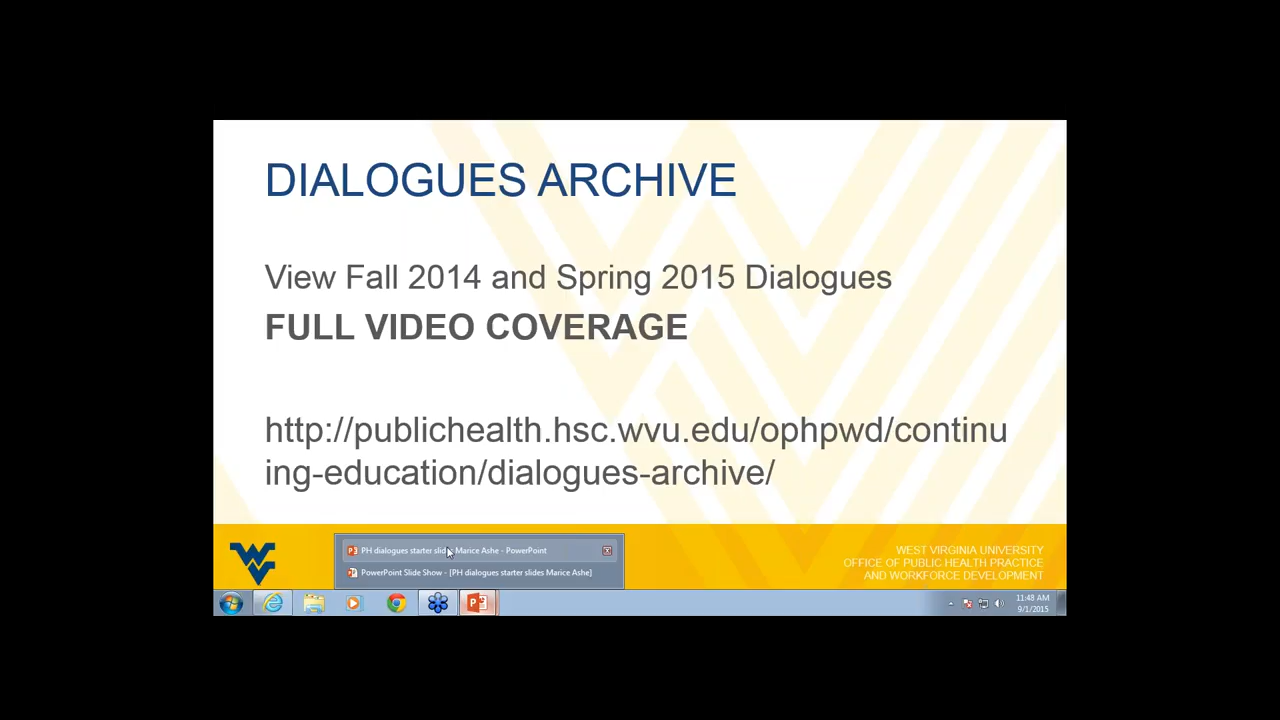 DIALOGUES ARCHIVE
View Fall 2014 and Spring 2015 Dialogues
FULL VIDEO COVERAGE
http://publichealth.hsc.wvu.edu/ophpwd/continu
ing-education/dialogues-archive/
PH dialogues starter slides Marice Ashe - PowerPoint
PowerPoint Slide Show - [PH dialogues starter slides Marice Ashe]
WEST VIRGINIA UNIVERSITY
OFFICE OF PUBLIC HEALTH PRACTICE
AND WORKFORCE DEVELOPMENT
11:48 AM
9/1/2015